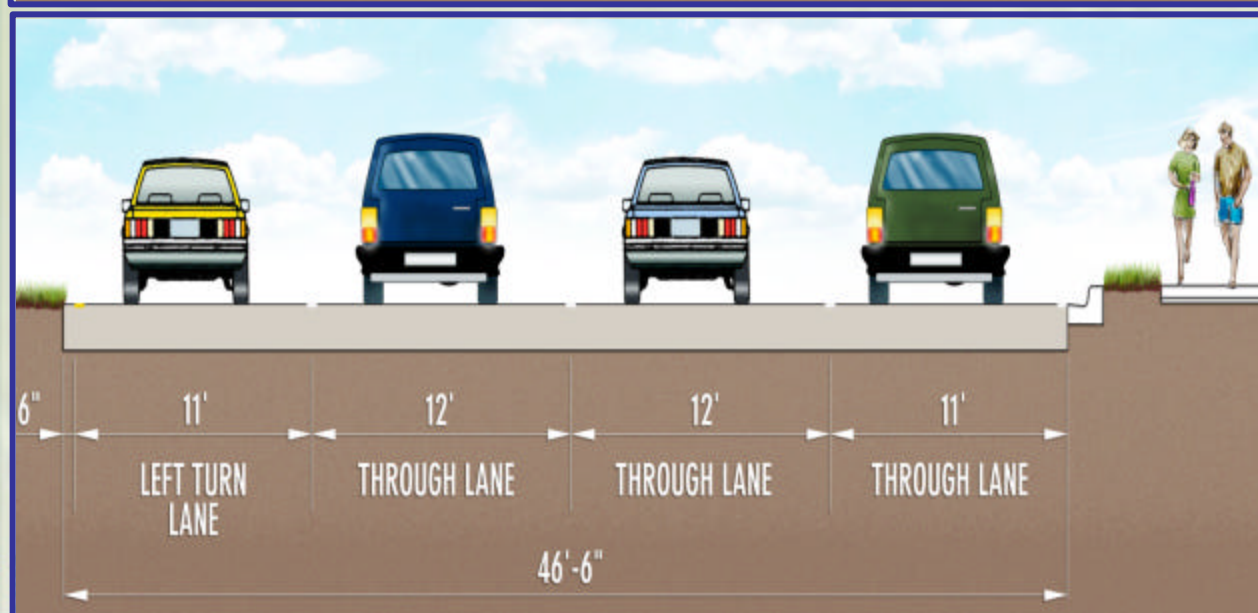 6" 11' 12' 12' 11'
LEFT TURN LANE THROUGH LANE THROUGH LANE THROUGH LANE
46'-6"